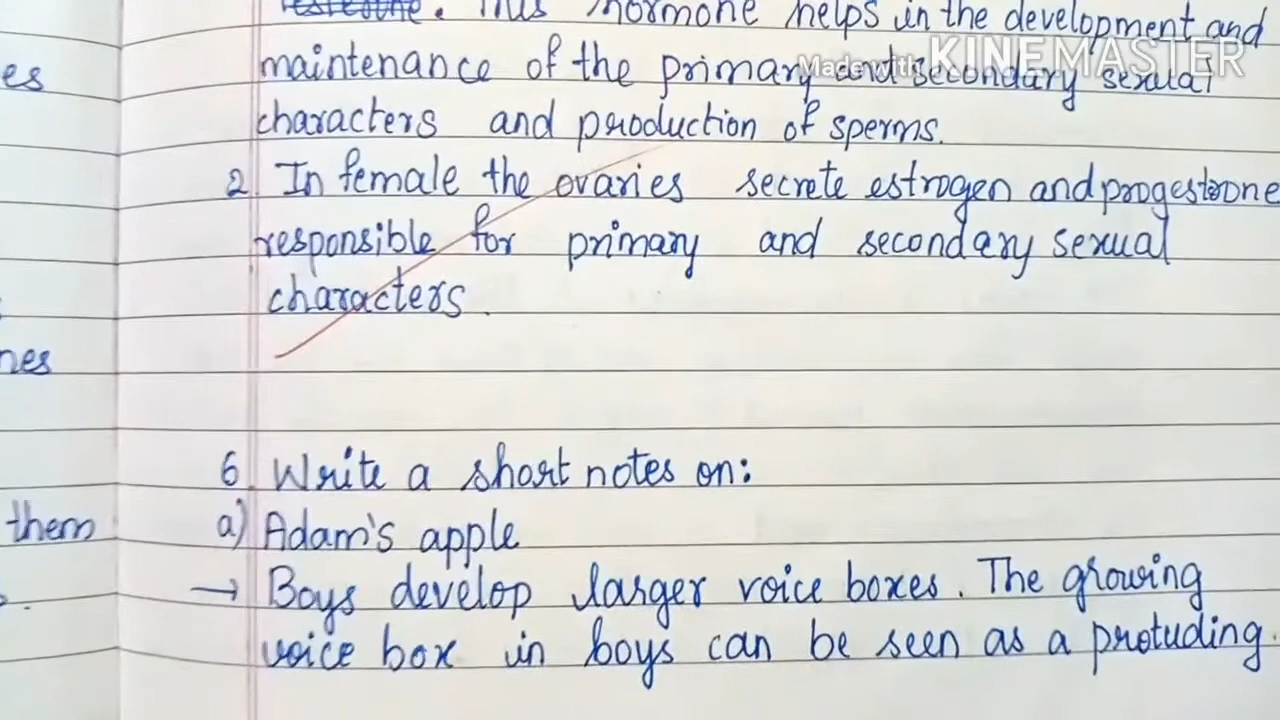 es
. This hormone helps in the development and
maintenance of the primary and secondary sexual
characters and production of sperms.
2. In female the ovaries secrete estrogen and progesterone
responsible for primary and secondary sexual
characters.
nes
6. Write a short notes on:
a) Adam's apple
them
→ Boys develop larger voice boxes. The growing
voice box in boys can be seen as a protuding
Made with KINEMASTER